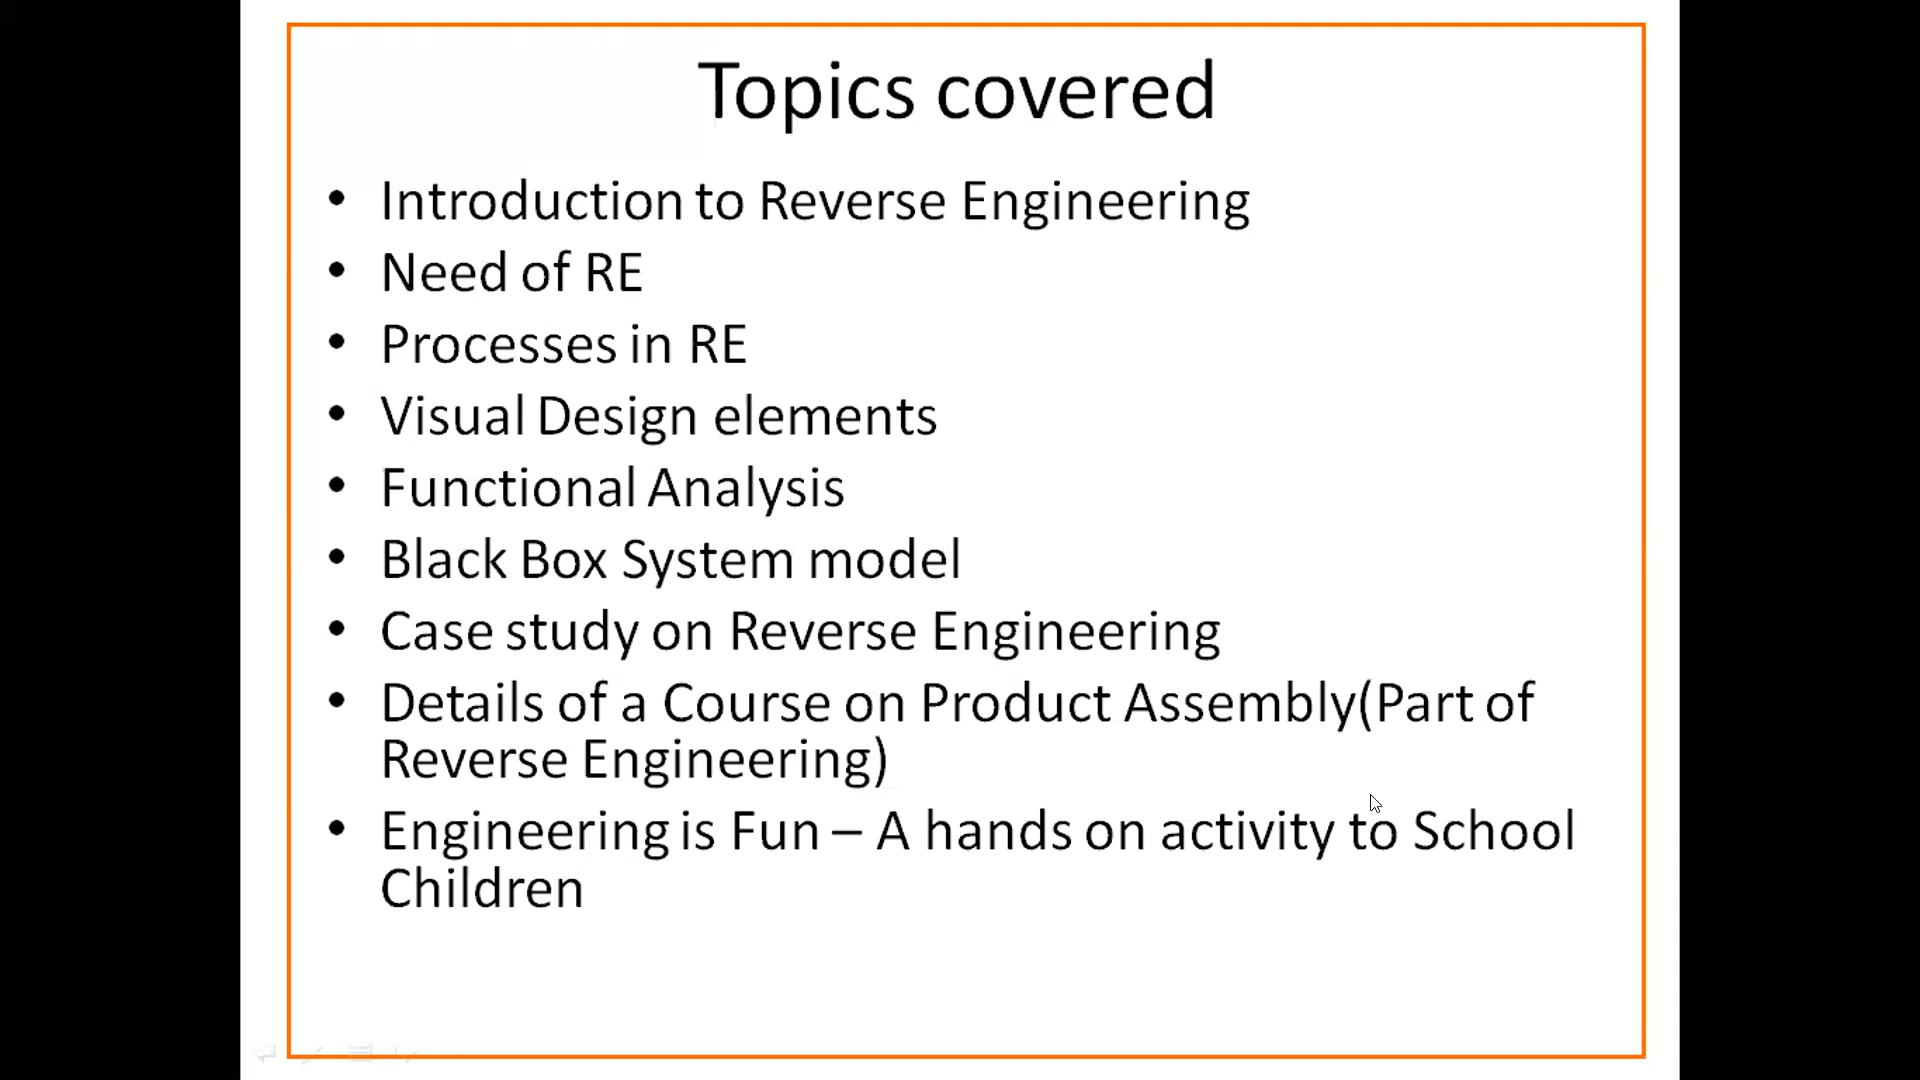 Topics covered
• Introduction to Reverse Engineering
• Need of RE
• Processes in RE
• Visual Design elements
• Functional Analysis
• Black Box System model
• Case study on Reverse Engineering
• Details of a Course on Product Assembly(Part of
Reverse Engineering)
• Engineering is Fun – A hands on activity to School
Children